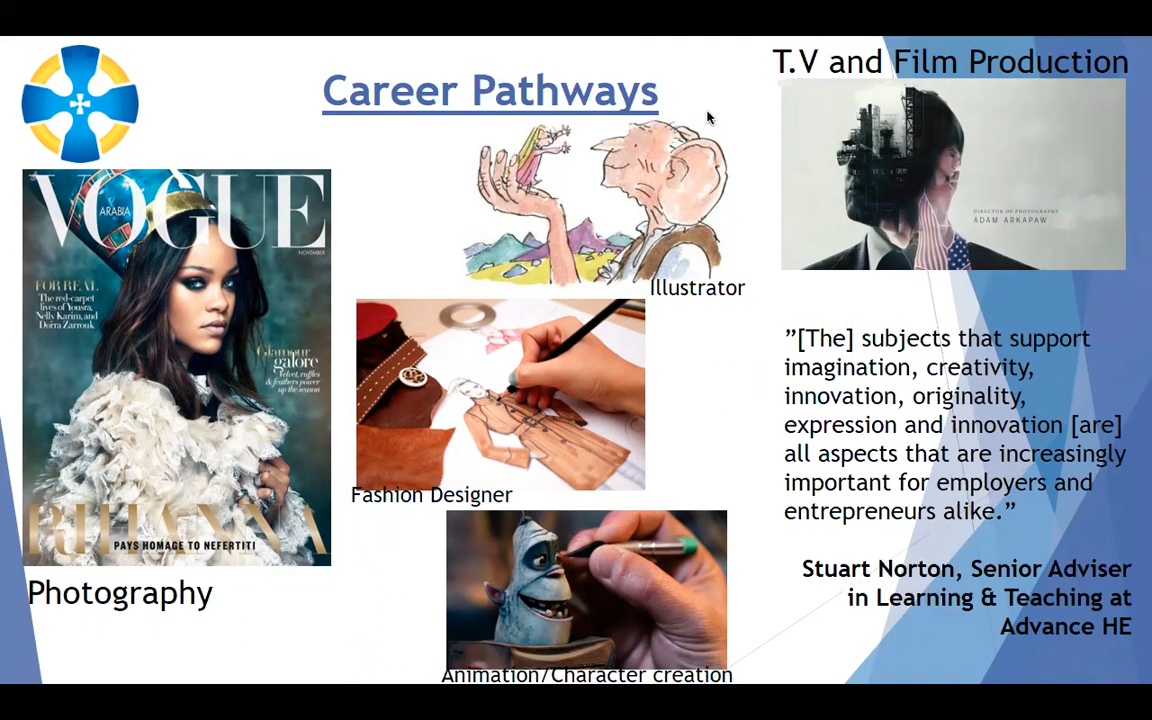 Career Pathways
T.V and Film Production
VOGUE
ARABIA
NOVEMBER
FOR REAL
The red-carpet
lives of Yousra,
Nelly Karim, and
Dorra Zarrouk
Glamour
galore
Velvet, ruffles
& feathers power
up the season
RIHANNA
PAYS HOMAGE TO NEFERTITI
Photography
Illustrator
Fashion Designer
Animation/Character creation
DIRECTOR OF PHOTOGRAPHY
ADAM ARKAPAW
”[The] subjects that support
imagination, creativity,
innovation, originality,
expression and innovation [are]
all aspects that are increasingly
important for employers and
entrepreneurs alike.”
Stuart Norton, Senior Adviser
in Learning & Teaching at
Advance HE